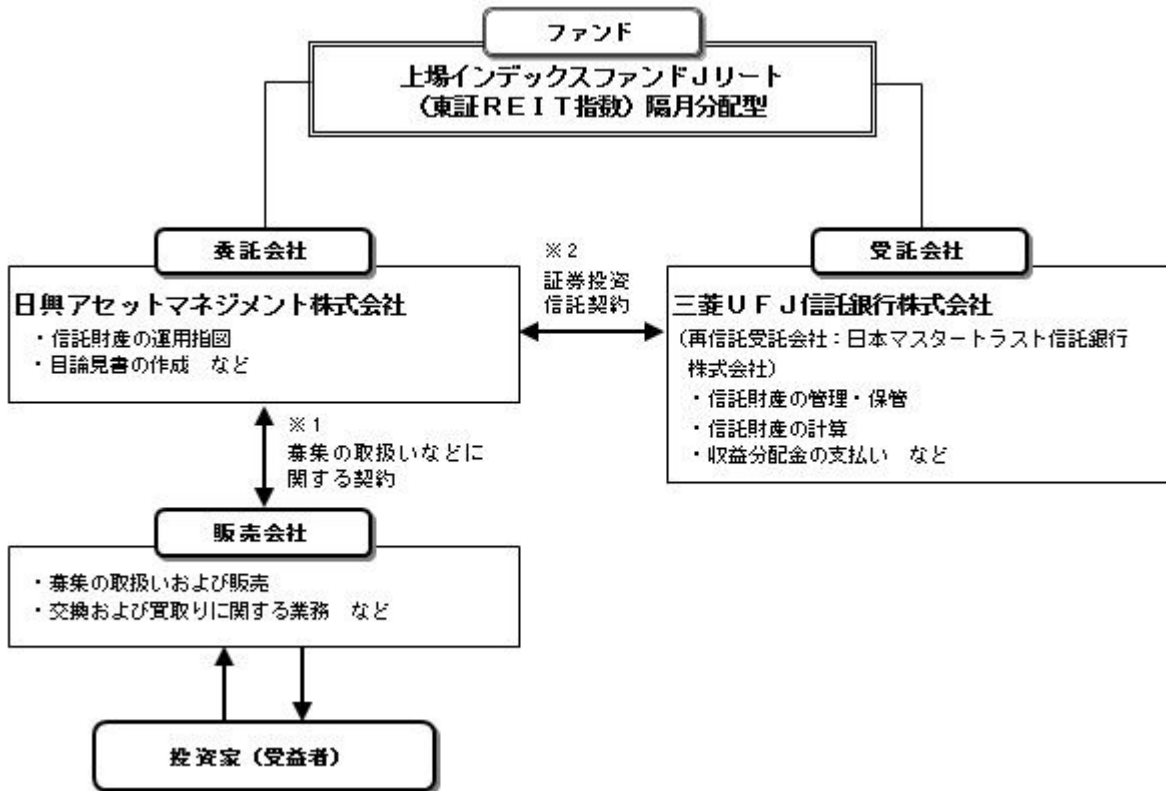 ファンド
上場インデックスファンドJリート
(東証REIT指数)隔月分配型
委託会社
日興アセットマネジメント株式会社
・信託財産の運用指図
・目論見書の作成 など
※2
証券投資
信託契約
受託会社
三菱UFJ信託銀行株式会社
(再信託受託会社:日本マスタートラスト信託銀行
株式会社)
・信託財産の管理・保管
・信託財産の計算
・収益分配金の支払い など
※1
募集の取扱いなどに
関する契約
販売会社
・募集の取扱いおよび販売
・交換および買取りに関する業務 など
投資家(受益者)